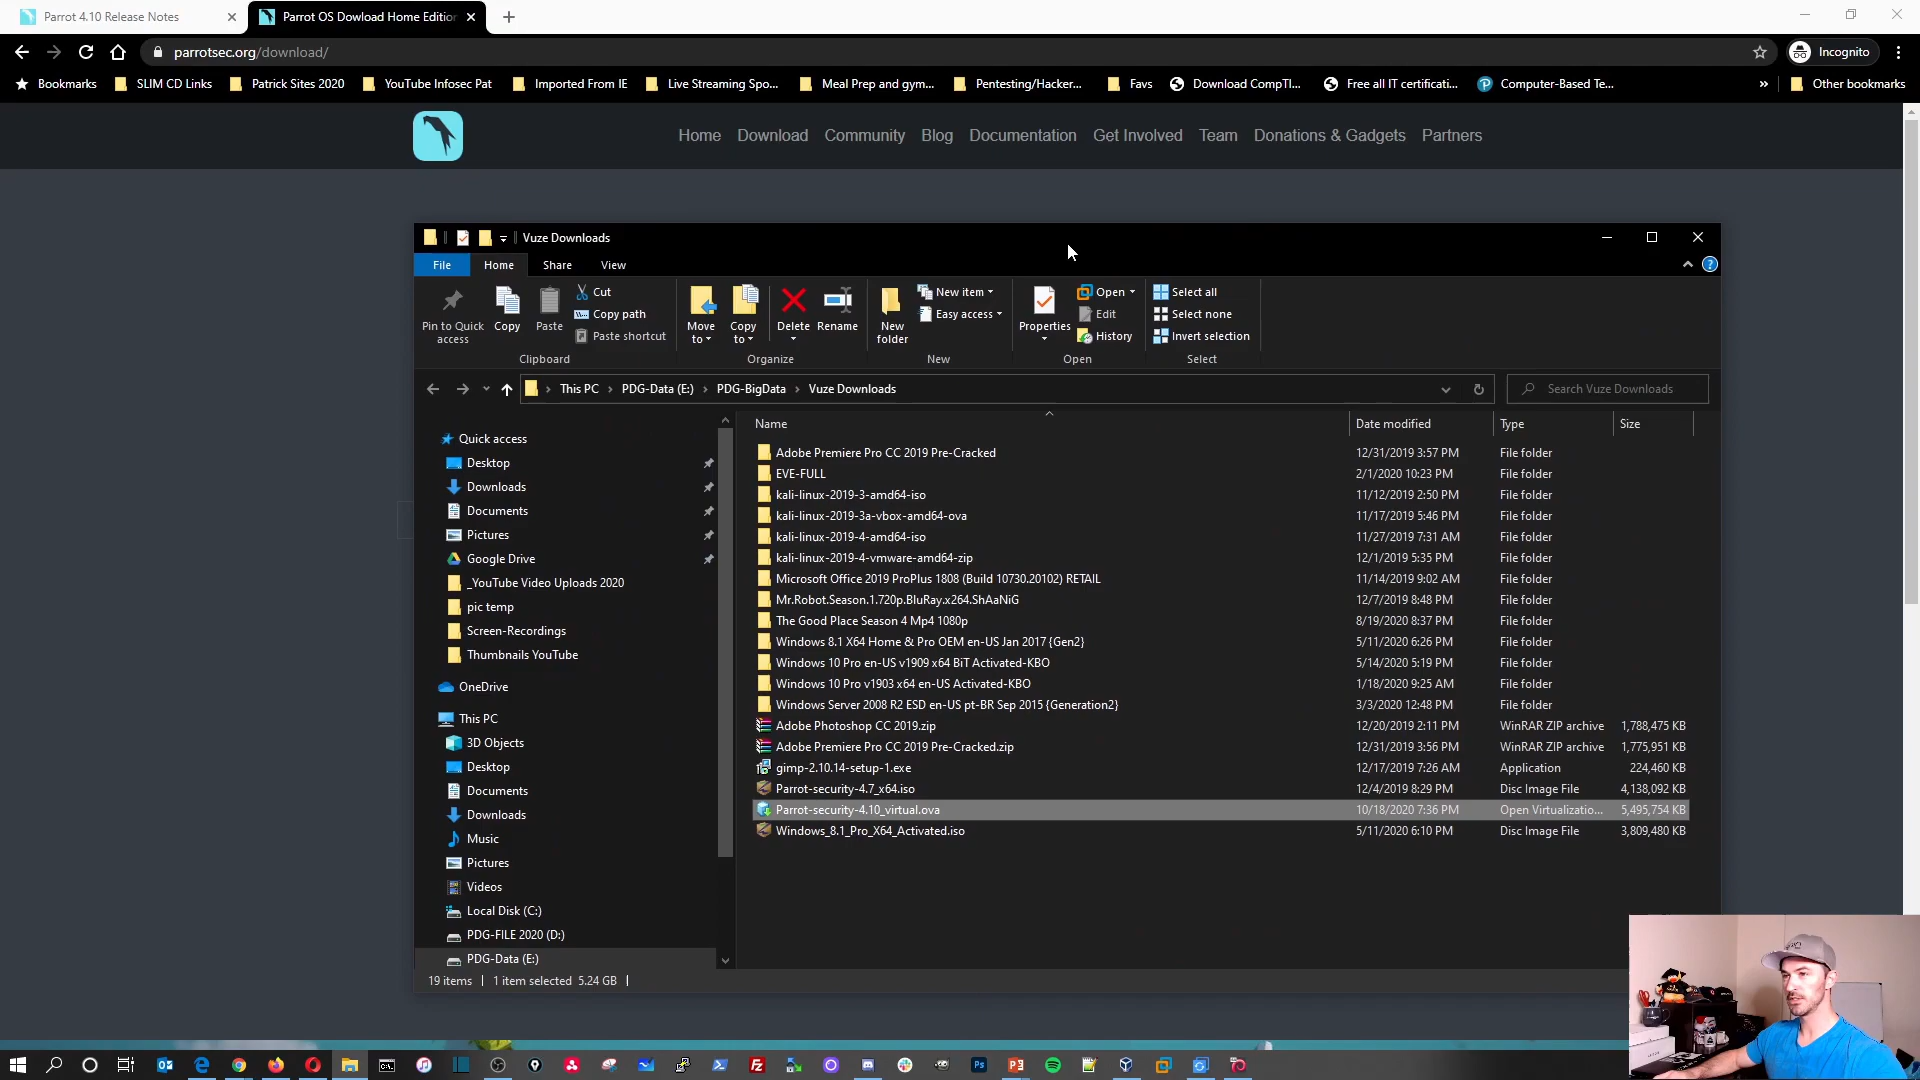 Parrot 4.10 Release Notes
Parrot OS Dowload Home Edition
parrotsec.org/download/
Incognito
Bookmarks SLIM CD Links Patrick Sites 2020 YouTube Infosec Pat Imported From IE Live Streaming Spo... Meal Prep and gym... Pentesting/Hacker... Favs Download CompTI... Free all IT certificati... Computer-Based Te... » Other bookmarks
Home Download Community Blog Documentation Get Involved Team Donations & Gadgets Partners
Vuze Downloads
File Home Share View
Pin to Quick access
Copy
Paste
Cut
Copy path
Paste shortcut
Clipboard
Move to
Copy to
Delete
Rename
Organize
New folder
New item
Easy access
New
Properties
Open
Edit
History
Open
Select all
Select none
Invert selection
Select
This PC › PDG-Data (E:) › PDG-BigData › Vuze Downloads
Search Vuze Downloads
Quick access
Desktop
Downloads
Documents
Pictures
Google Drive
_YouTube Video Uploads 2020
pic temp
Screen-Recordings
Thumbnails YouTube
OneDrive
This PC
3D Objects
Desktop
Documents
Downloads
Music
Pictures
Videos
Local Disk (C:)
PDG-FILE 2020 (D:)
PDG-Data (E:)
Name Date modified Type Size
Adobe Premiere Pro CC 2019 Pre-Cracked 12/31/2019 3:57 PM File folder
EVE-FULL 2/1/2020 10:23 PM File folder
kali-linux-2019-3-amd64-iso 11/12/2019 2:50 PM File folder
kali-linux-2019-3a-vbox-amd64-ova 11/17/2019 5:46 PM File folder
kali-linux-2019-4-amd64-iso 11/27/2019 7:31 AM File folder
kali-linux-2019-4-vmware-amd64-zip 12/1/2019 5:35 PM File folder
Microsoft Office 2019 ProPlus 1808 (Build 10730.20102) RETAIL 11/14/2019 9:02 AM File folder
Mr.Robot.Season.1.720p.BluRay.x264.ShAaNiG 12/7/2019 8:48 PM File folder
The Good Place Season 4 Mp4 1080p 8/19/2020 8:37 PM File folder
Windows 8.1 X64 Home & Pro OEM en-US Jan 2017 {Gen2} 5/11/2020 6:26 PM File folder
Windows 10 Pro en-US v1909 x64 BiT Activated-KBO 5/14/2020 5:19 PM File folder
Windows 10 Pro v1903 x64 en-US Activated-KBO 1/18/2020 9:25 AM File folder
Windows Server 2008 R2 ESD en-US pt-BR Sep 2015 {Generation2} 3/3/2020 12:48 PM File folder
Adobe Photoshop CC 2019.zip 12/20/2019 2:11 PM WinRAR ZIP archive 1,788,475 KB
Adobe Premiere Pro CC 2019 Pre-Cracked.zip 12/31/2019 3:56 PM WinRAR ZIP archive 1,775,951 KB
gimp-2.10.14-setup-1.exe 12/17/2019 7:26 AM Application 224,460 KB
Parrot-security-4.7_x64.iso 12/4/2019 8:29 PM Disc Image File 4,138,092 KB
Parrot-security-4.10_virtual.ova 10/18/2020 7:36 PM Open Virtualizatio... 5,495,754 KB
Windows_8.1_Pro_X64_Activated.iso 5/11/2020 6:10 PM Disc Image File 3,809,480 KB
19 items 1 item selected 5.24 GB